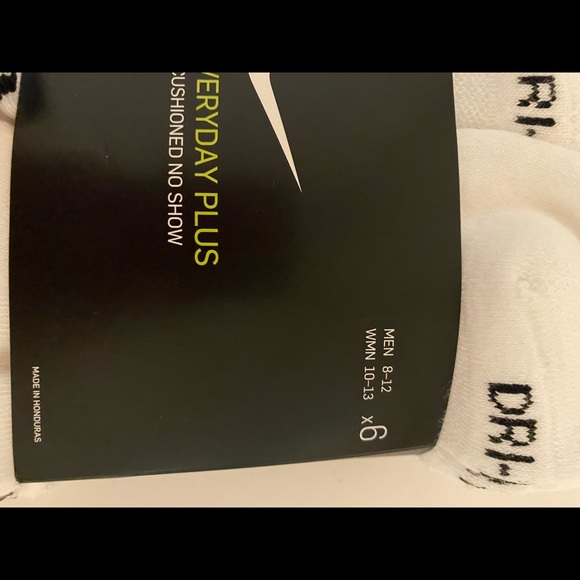 VERYDAY PLUS
CUSHIONED NO SHOW
MEN 8-12
WMN 10-13
x6
MADE IN HONDURAS
DRI-
DRI-